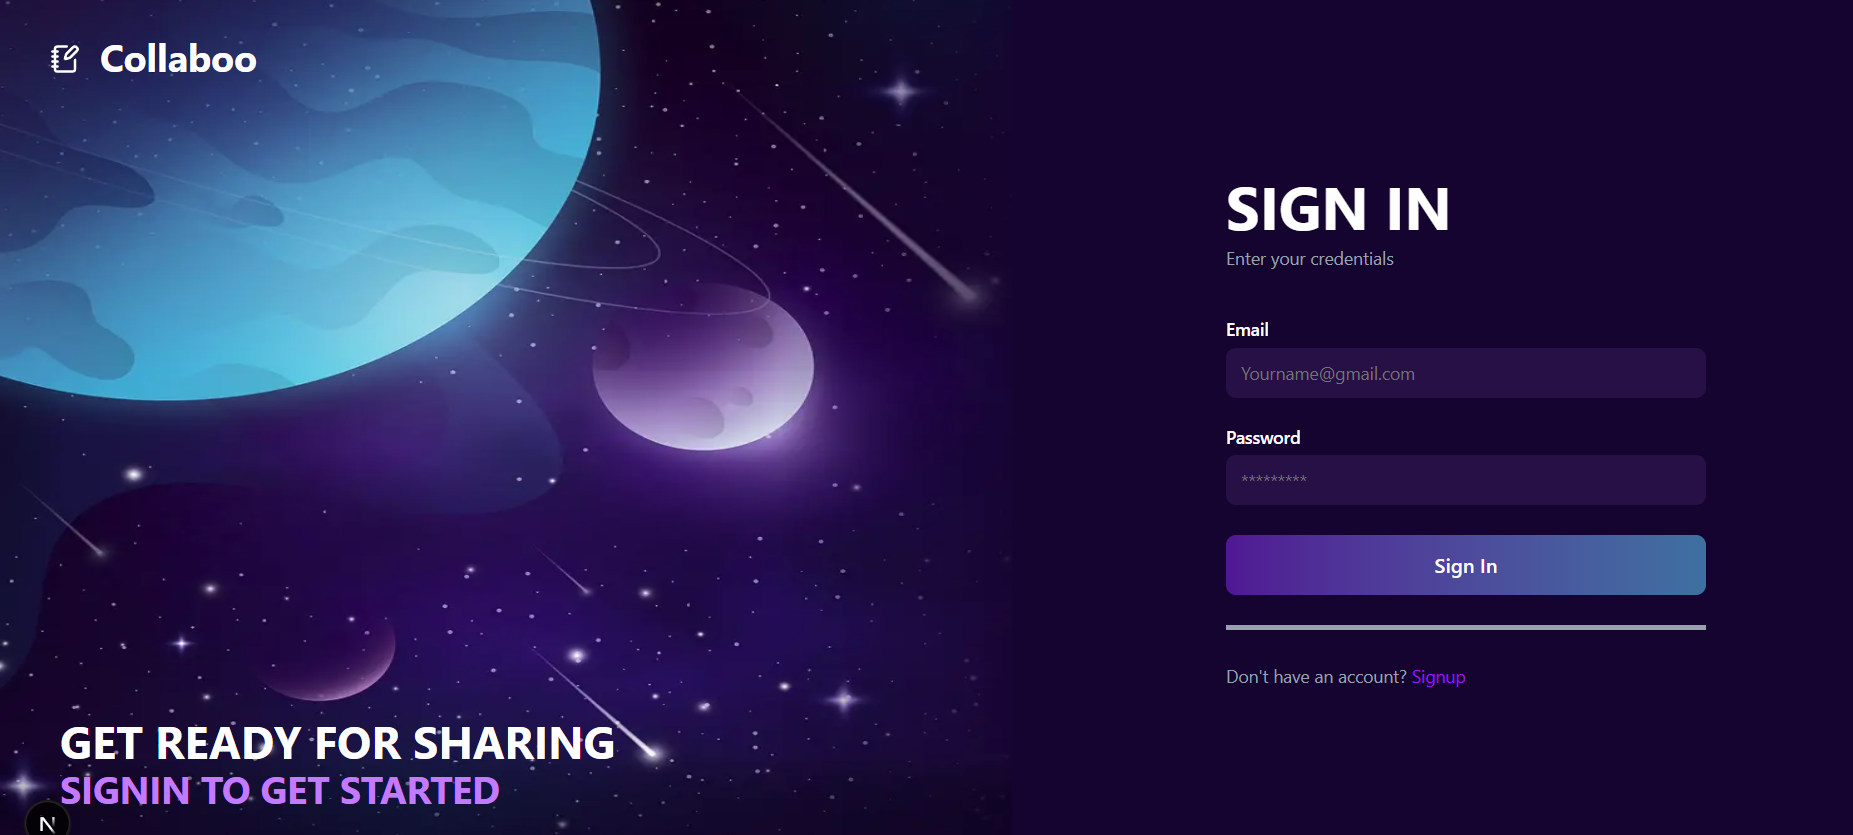 Collaboo
GET READY FOR SHARING
SIGNIN TO GET STARTED
N
SIGN IN
Enter your credentials
Email
Yourname@gmail.com
Password
*********
Sign In
Don't have an account? Signup